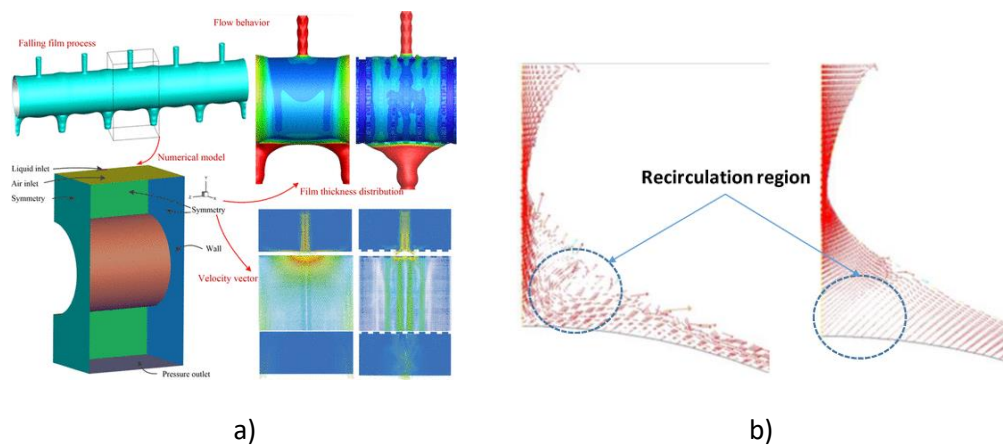 Flow behavior
Falling film process
Numerical model
Liquid inlet
Air inlet
Film thickness distribution
Symmetry
Symmetry
Wall
Velocity vector
Pressure outlet
Recirculation region
a)
b)